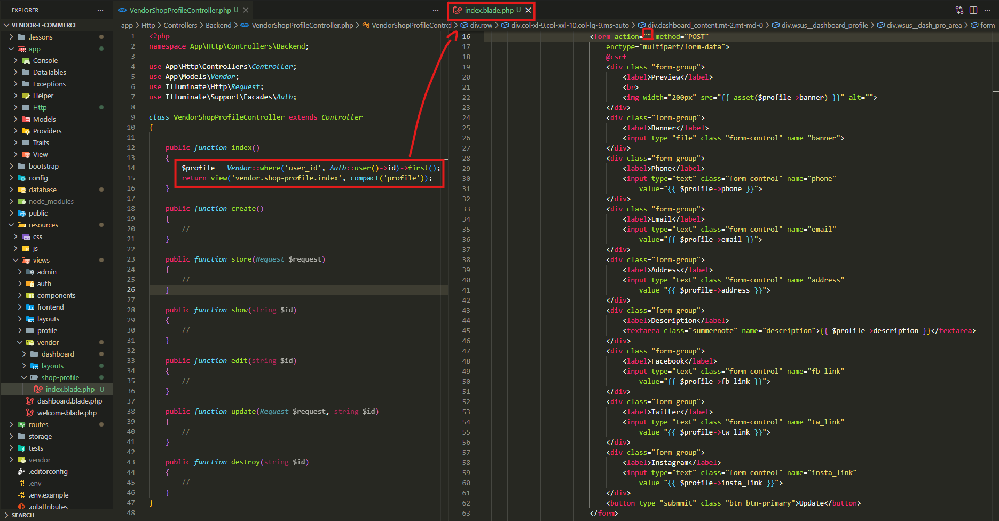 EXPLORER
VENDOR-E-COMMERCE
.lessons
app
Console
DataTables
Exceptions
Helper
Http
Models
Providers
Traits
View
bootstrap
config
database
node_modules
public
resources
css
js
views
admin
auth
components
frontend
layouts
profile
vendor
dashboard
layouts
shop-profile
index.blade.php U
dashboard.blade.php
welcome.blade.php
routes
storage
tests
vendor
.editorconfig
.env
.env.example
.gitattributes
SEARCH
VendorShopProfileController.php U
app > Http > Controllers > Backend > VendorShopProfileController.php > VendorShopProfileContrc
1 <?php
2 namespace App\Http\Controllers\Backend;
3
4 use App\Http\Controllers\Controller;
5 use App\Models\Vendor;
6 use Illuminate\Http\Request;
7 use Illuminate\Support\Facades\Auth;
8
9 class VendorShopProfileController extends Controller
10 {
11
12 public function index()
13 {
14 $profile = Vendor::where('user_id', Auth::user()->id)->first();
15 return view('vendor.shop-profile.index', compact('profile'));
16 }
17
18 public function create()
19 {
20 //
21 }
22
23 public function store(Request $request)
24 {
25 //
26 }
27
28 public function show(string $id)
29 {
30 //
31 }
32
33 public function edit(string $id)
34 {
35 //
36 }
37
38 public function update(Request $request, string $id)
39 {
40 //
41 }
42
43 public function destroy(string $id)
44 {
45 //
46 }
47 }
48
index.blade.php U
> div.row > div.col-xl-9.col-xxl-10.col-lg-9.ms-auto > div.dashboard_content.mt-2.mt-md-0 > div.wsus__dashboard_profile > div.wsus__dash_pro_area > form
16 <form action="" method="POST"
17 enctype="multipart/form-data">
18 @csrf
19 <div class="form-group">
20 <label>Preview</label>
21 <br>
22 <img width="200px" src="{{ asset($profile->banner) }}" alt="">
23 </div>
24 <div class="form-group">
25 <label>Banner</label>
26 <input type="file" class="form-control" name="banner">
27 </div>
28 <div class="form-group">
29 <label>Phone</label>
30 <input type="text" class="form-control" name="phone"
31 value="{{ $profile->phone }}">
32 </div>
33 <div class="form-group">
34 <label>Email</label>
35 <input type="text" class="form-control" name="email"
36 value="{{ $profile->email }}">
37 </div>
38 <div class="form-group">
39 <label>Address</label>
40 <input type="text" class="form-control" name="address"
41 value="{{ $profile->address }}">
42 </div>
43 <div class="form-group">
44 <label>Description</label>
45 <textarea class="summernote" name="description">{{ $profile->description }}</textarea>
46 </div>
47 <div class="form-group">
48 <label>Facebook</label>
49 <input type="text" class="form-control" name="fb_link"
50 value="{{ $profile->fb_link }}">
51 </div>
52 <div class="form-group">
53 <label>Twitter</label>
54 <input type="text" class="form-control" name="tw_link"
55 value="{{ $profile->tw_link }}">
56 </div>
57 <div class="form-group">
58 <label>Instagram</label>
59 <input type="text" class="form-control" name="insta_link"
60 value="{{ $profile->insta_link }}">
61 </div>
62 <button type="submmit" class="btn btn-primary">Update</button>
63 </form>